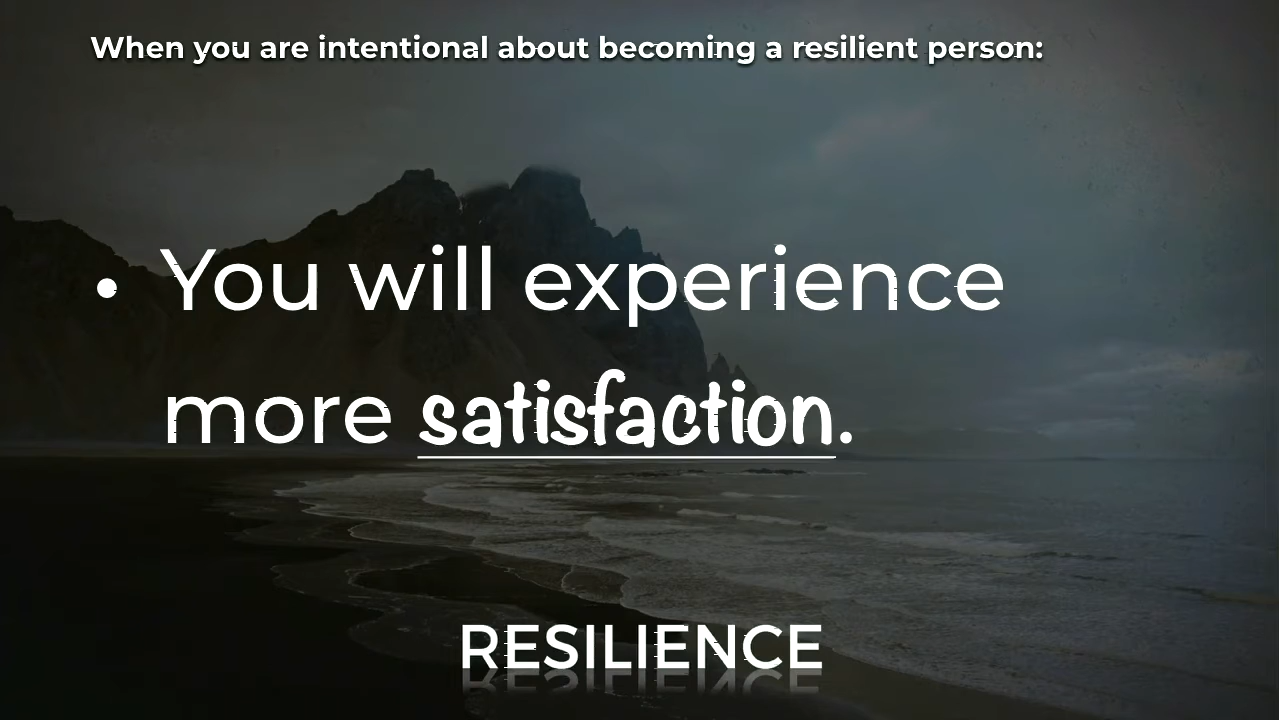 When you are intentional about becoming a resilient person:
• You will experience
more satisfaction.
RESILIENCE